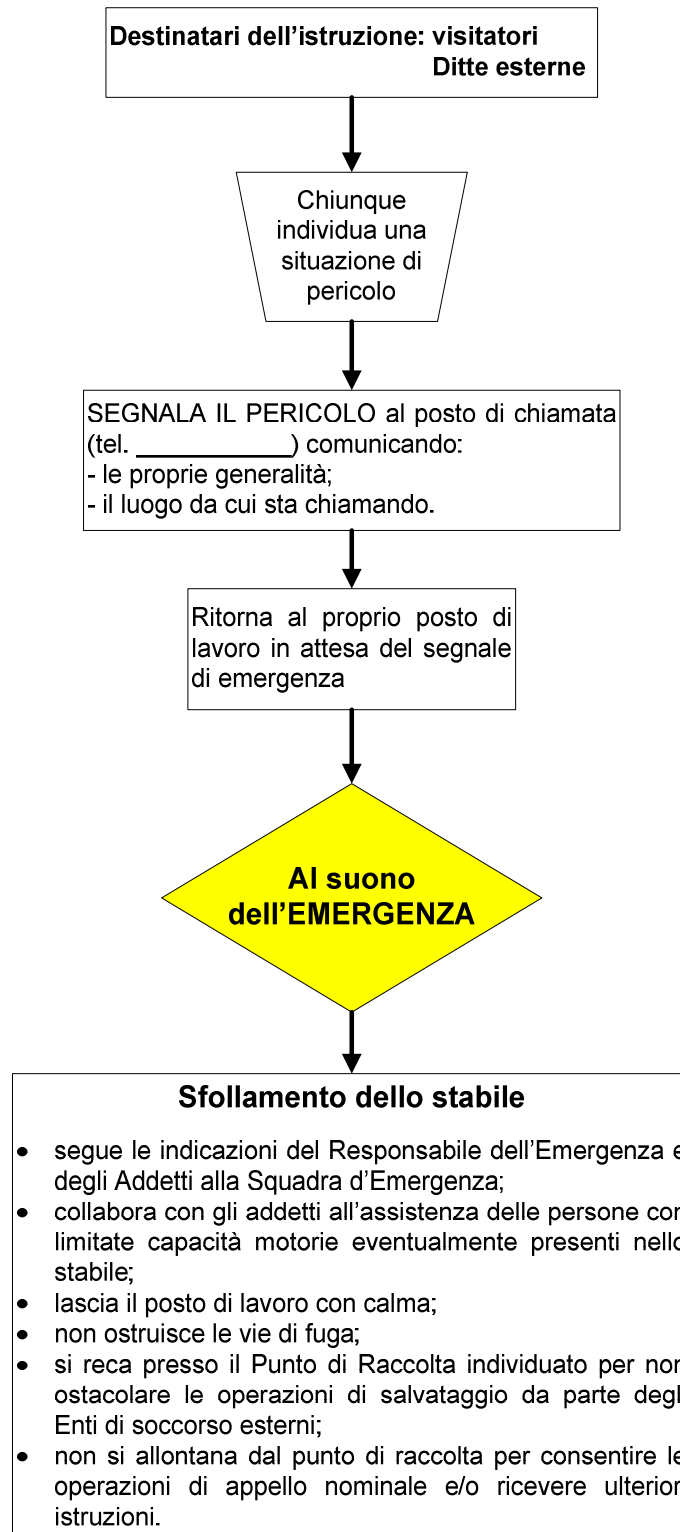 Destinatari dell’istruzione: visitatori
Ditte esterne
Chiunque
individua una
situazione di
pericolo
SEGNALA IL PERICOLO al posto di chiamata
(tel. ___________) comunicando:
- le proprie generalità;
- il luogo da cui sta chiamando.
Ritorna al proprio posto di
lavoro in attesa del segnale
di emergenza
Al suono
dell’EMERGENZA
Sfollamento dello stabile
• segue le indicazioni del Responsabile dell’Emergenza e
degli Addetti alla Squadra d’Emergenza;
• collabora con gli addetti all’assistenza delle persone con
limitate capacità motorie eventualmente presenti nello
stabile;
• lascia il posto di lavoro con calma;
• non ostruisce le vie di fuga;
• si reca presso il Punto di Raccolta individuato per non
ostacolare le operazioni di salvataggio da parte degl
Enti di soccorso esterni;
• non si allontana dal punto di raccolta per consentire le
operazioni di appello nominale e/o ricevere ulterior
istruzioni.